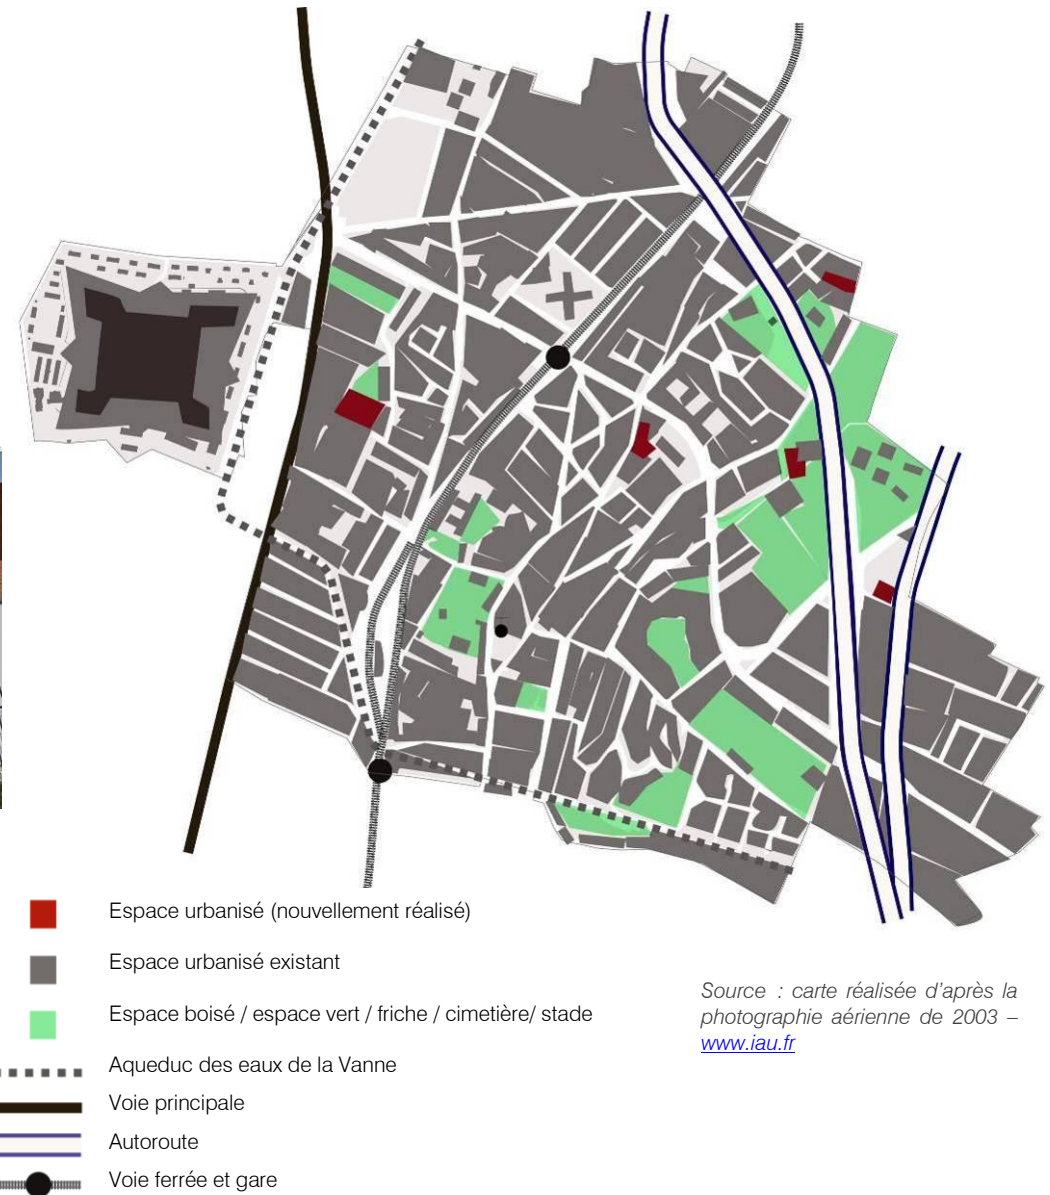 Espace urbanisé (nouvellement réalisé)
Espace urbanisé existant
Espace boisé / espace vert / friche / cimetière/ stade
Aqueduc des eaux de la Vanne
Voie principale
Autoroute
Voie ferrée et gare
Source : carte réalisée d'après la
photographie aérienne de 2003 –
www.iau.fr